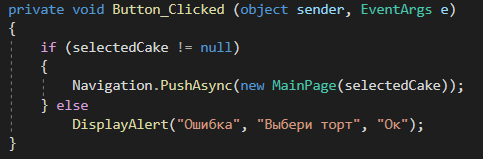 private void Button_Clicked (object sender, EventArgs e)
{
if (selectedCake != null)
{
Navigation.PushAsync(new MainPage(selectedCake));
} else
DisplayAlert("Ошибка", "Выбери торт", "Ок");
}